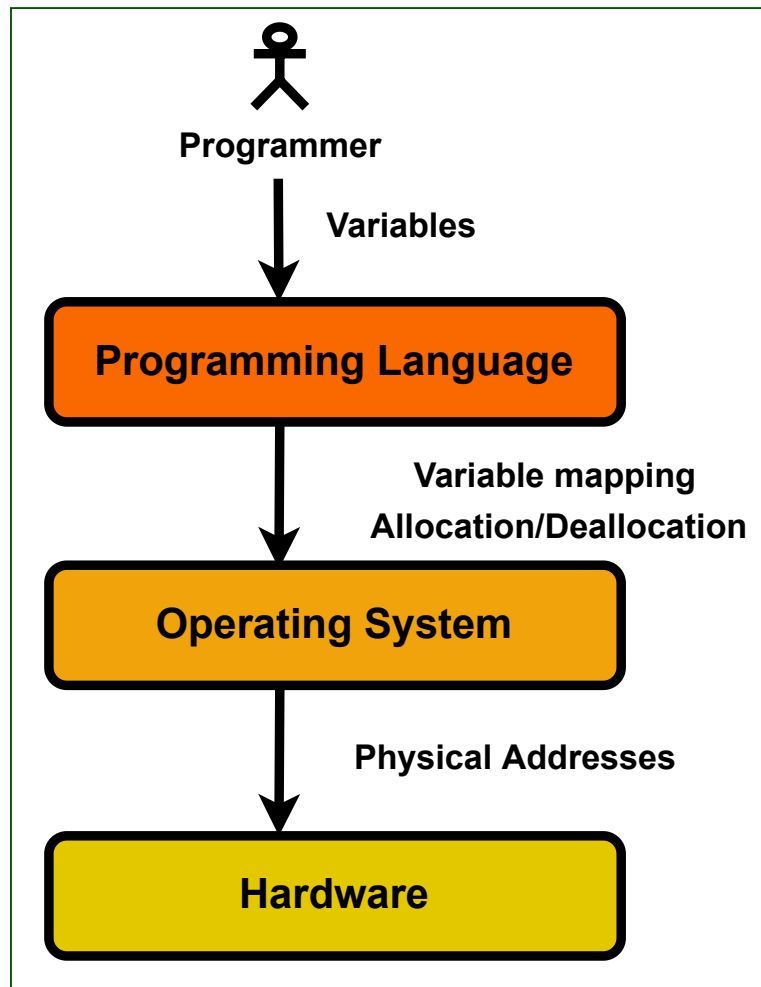 Programmer
Variables
Programming Language
Variable mapping
Allocation/Deallocation
Operating System
Physical Addresses
Hardware